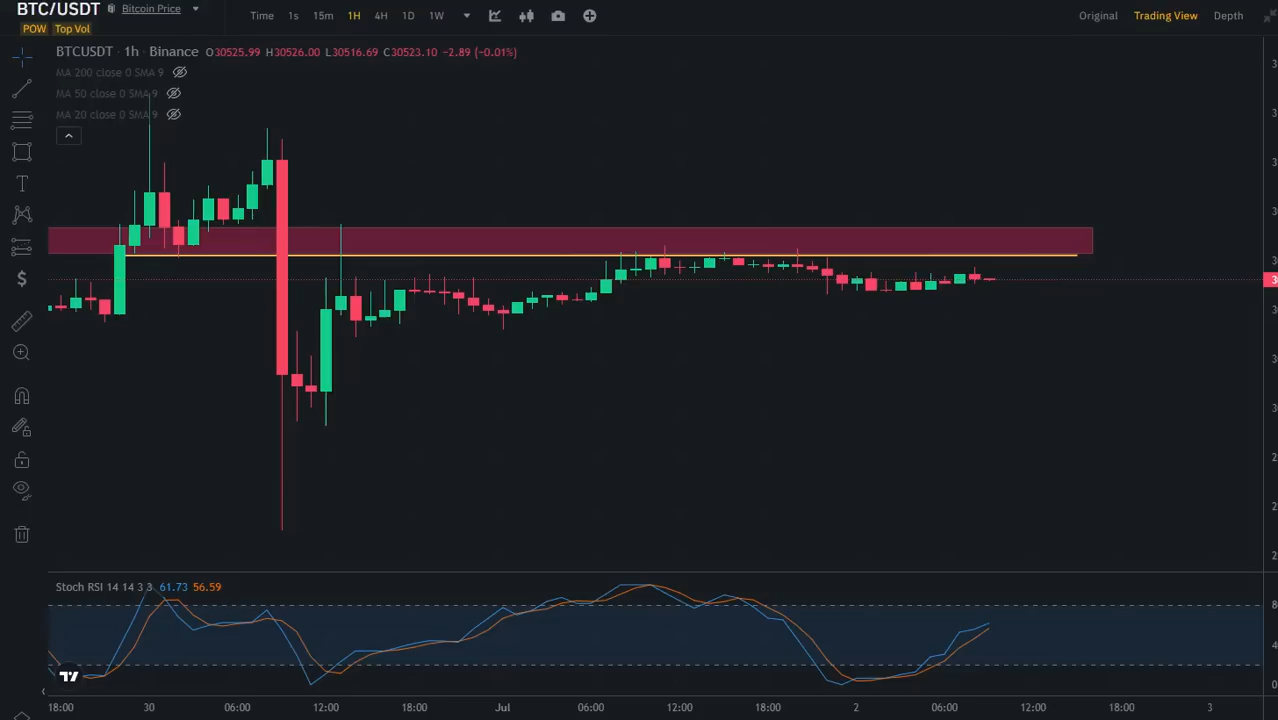 BTC/USDT Bitcoin Price
POW Top Vol
Time 1s 15m 1H 4H 1D 1W
Original Trading View Depth
BTCUSDT · 1h · Binance O30525.99 H30526.00 L30516.69 C30523.10 −2.89 (−0.01%)
MA 200 close 0 SMA 9
MA 50 close 0 SMA 9
MA 20 close 0 SMA 9
Stoch RSI 14 14 3 3 61.73 56.59
18:00 30 06:00 12:00 18:00 Jul 06:00 12:00 18:00 2 06:00 12:00 18:00 3